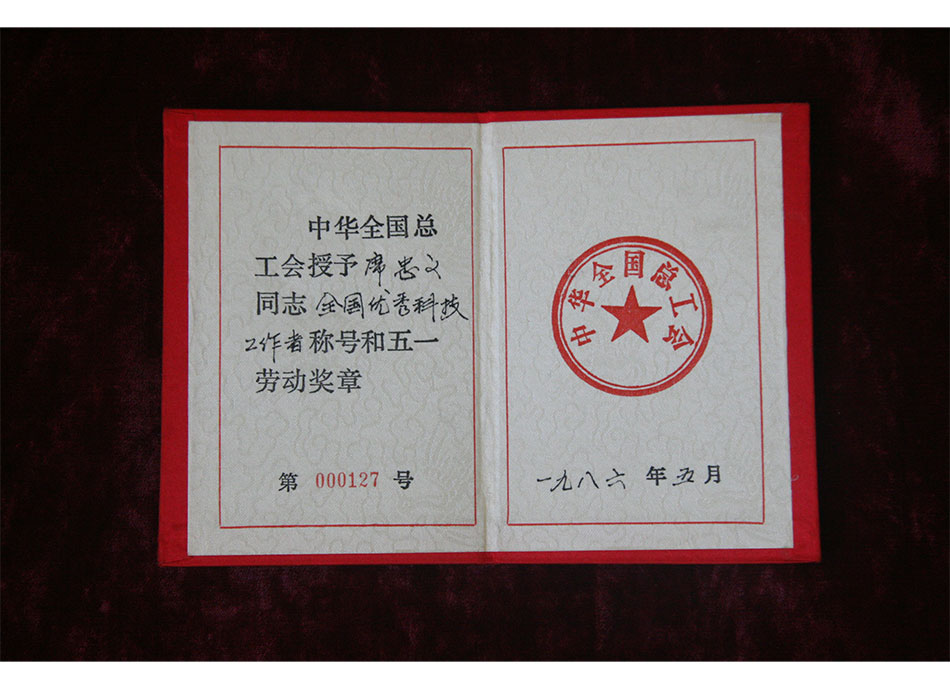 中华全国总
工会授予席忠文
同志全国优秀科技
工作者称号和五一
劳动奖章
第 000127 号
中华全国总工会
一九八六年五月